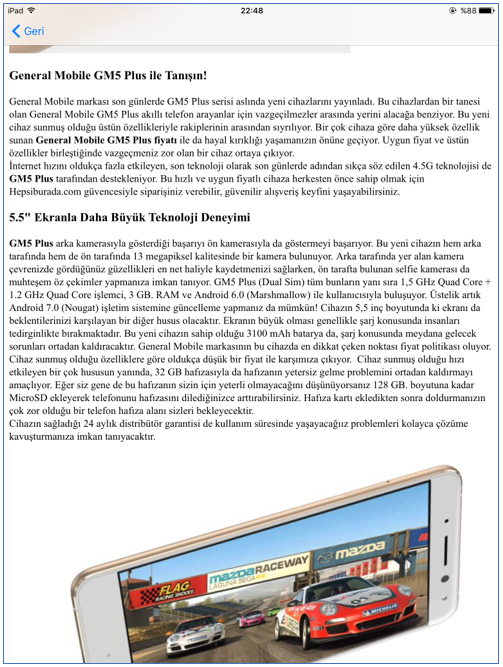 iPad
22:48
%88
Geri
General Mobile GM5 Plus ile Tanışın!
General Mobile markası son günlerde GM5 Plus serisi aslında yeni cihazlarını yayınladı. Bu cihazlardan bir tanesi
olan General Mobile GM5 Plus akıllı telefon arayanlar için vazgeçilmezler arasında yerini alacağa benziyor. Bu yeni
cihaz sunmuş olduğu üstün özellikleriyle rakiplerinin arasından sıyrılıyor. Bir çok cihaza göre daha yüksek özellik
sunan General Mobile GM5 Plus fiyatı ile da hayal kırıklığı yaşamanızın önüne geçiyor. Uygun fiyat ve üstün
özellikler birleştiğinde vazgeçmeniz zor olan bir cihaz ortaya çıkıyor.
İnternet hızını oldukça fazla etkileyen, son teknoloji olarak son günlerde adından sıkça söz edilen 4.5G teknolojisi de
GM5 Plus tarafından destekleniyor. Bu hızlı ve uygun fiyatlı cihaza herkesten önce sahip olmak için
Hepsiburada.com güvencesiyle siparişiniz verebilir, güvenilir alışveriş keyfini yaşayabilirsiniz.
5.5" Ekranla Daha Büyük Teknoloji Deneyimi
GM5 Plus arka kamerasıyla gösterdiği başarıyı ön kamerasıyla da göstermeyi başarıyor. Bu yeni cihazın hem arka
tarafında hem de ön tarafında 13 megapiksel kalitesinde bir kamera bulunuyor. Arka tarafında yer alan kamera
çevrenizde gördüğünüz güzellikleri en net haliyle kaydetmenizi sağlarken, ön tarafta bulunan selfie kamerası da
muhteşem öz çekimler yapmanıza imkan tanıyor. GM5 Plus (Dual Sim) tüm bunların yanı sıra 1,5 GHz Quad Core +
1.2 GHz Quad Core işlemci, 3 GB. RAM ve Android 6.0 (Marshmallow) ile kullanıcısıyla buluşuyor. Üstelik artık
Android 7.0 (Nougat) işletim sistemine güncelleme yapmanız da mümkün! Cihazın 5,5 inç boyutunda ki ekranı da
beklentilerinizi karşılayan bir diğer husus olacaktır. Ekranın büyük olması genellikle şarj konusunda insanları
tedirginlikte bırakmaktadır. Bu yeni cihazın sahip olduğu 3100 mAh batarya da, şarj konusunda meydana gelecek
sorunları ortadan kaldıracaktır. General Mobile markasının bu cihazda en dikkat çeken noktası fiyat politikası oluyor.
Cihaz sunmuş olduğu özelliklere göre oldukça düşük bir fiyat ile karşımıza çıkıyor. Cihaz sunmuş olduğu hızı
etkileyen bir çok hususun yanında, 32 GB hafızasıyla da hafızanın yetersiz gelme problemini ortadan kaldırmayı
amaçlıyor. Eğer siz gene de bu hafızanın sizin için yeterli olmayacağını düşünüyorsanız 128 GB. boyutuna kadar
MicroSD ekleyerek telefonunu hafızasını dilediğinizce arttırabilirsiniz. Hafıza kartı ekledikten sonra doldurmanızın
çok zor olduğu bir telefon hafıza alanı sizleri bekleyecektir.
Cihazın sağladığı 24 aylık distribütör garantisi de kullanım süresinde yaşayacağınız problemleri kolayca çözüme
kavuşturmanıza imkan tanıyacaktır.
FLAG
RACING SHOCKS
mazda RACEWAY
LAGUNA SECA
mazda
MICHELIN